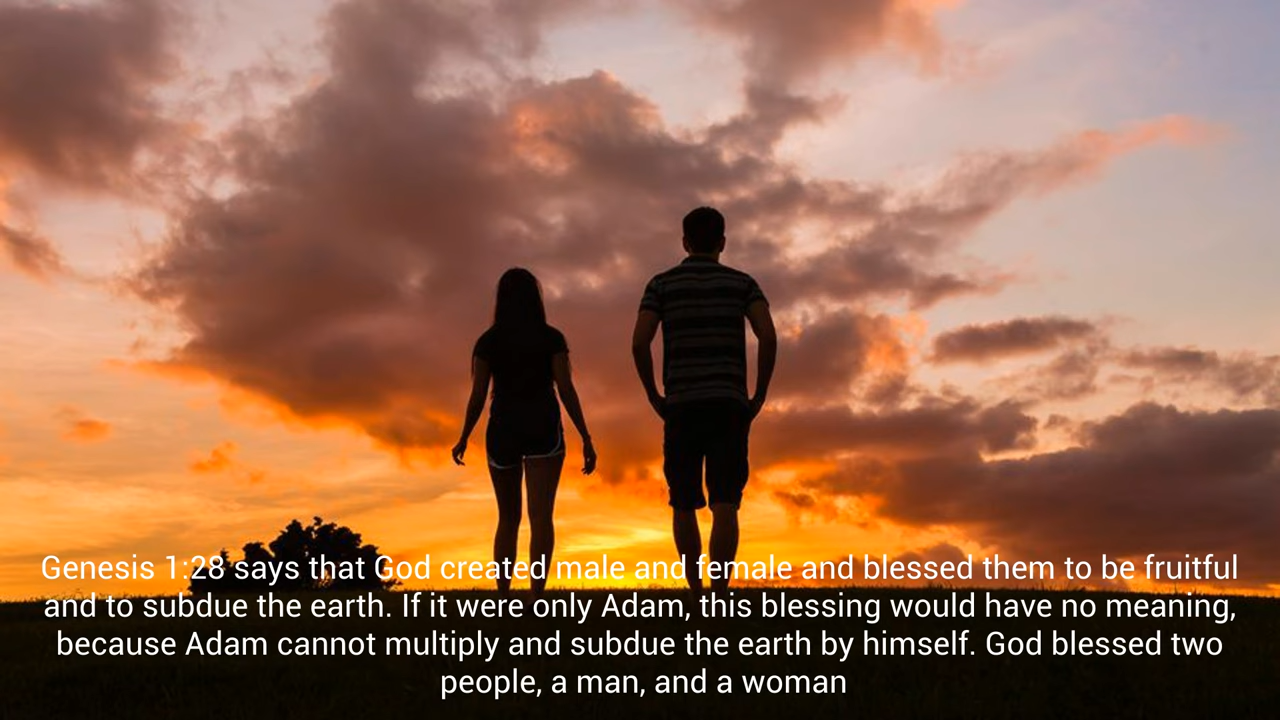 Genesis 1:28 says that God created male and female and blessed them to be fruitful
and to subdue the earth. If it were only Adam, this blessing would have no meaning,
because Adam cannot multiply and subdue the earth by himself. God blessed two
people, a man, and a woman